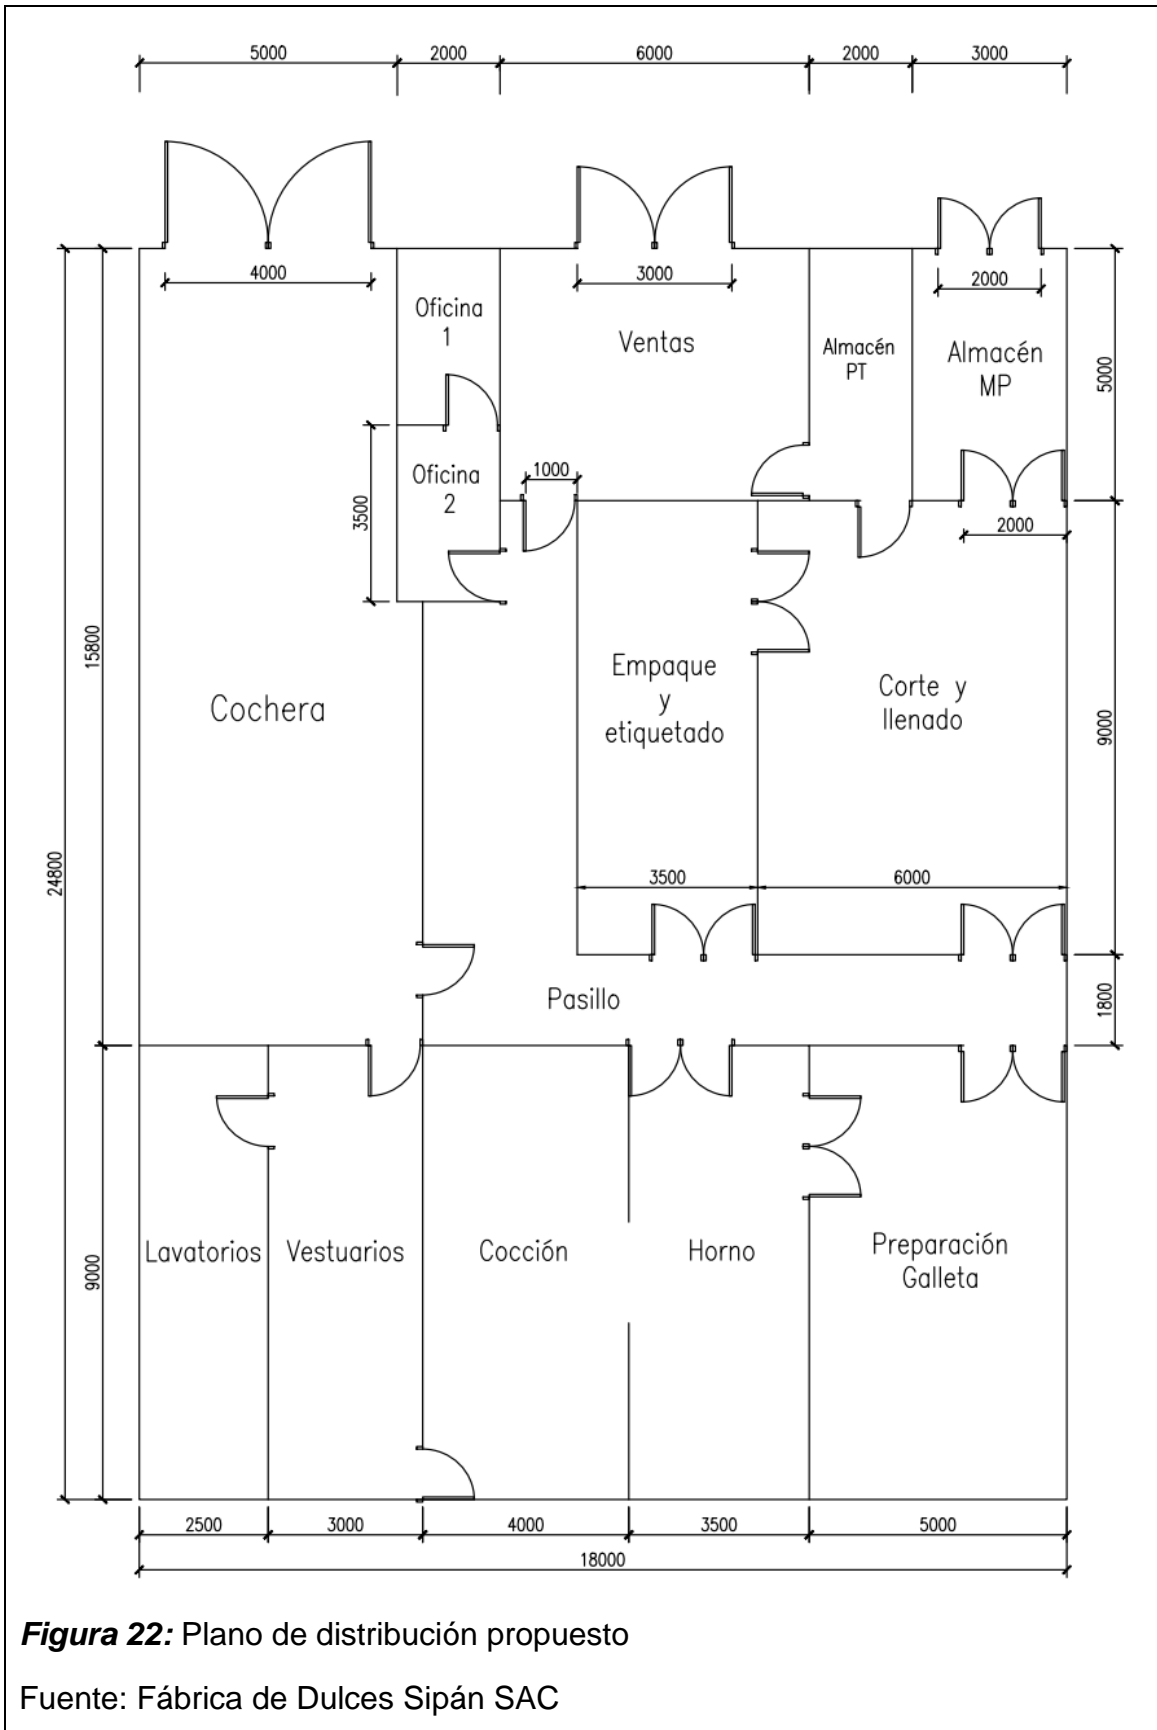 5000 2000 6000 2000 3000
4000
3000
2000
Oficina
1
Ventas
Almacén
PT
Almacén
MP
5000
Oficina
2
1000
3500
2000
15800
Cochera
Empaque
y
etiquetado
Corte y
llenado
9000
24800
3500
6000
Pasillo
1800
Lavatorios
Vestuarios
Cocción
Horno
Preparación
Galleta
9000
2500 3000 4000 3500 5000
18000
Figura 22: Plano de distribución propuesto
Fuente: Fábrica de Dulces Sipán SAC